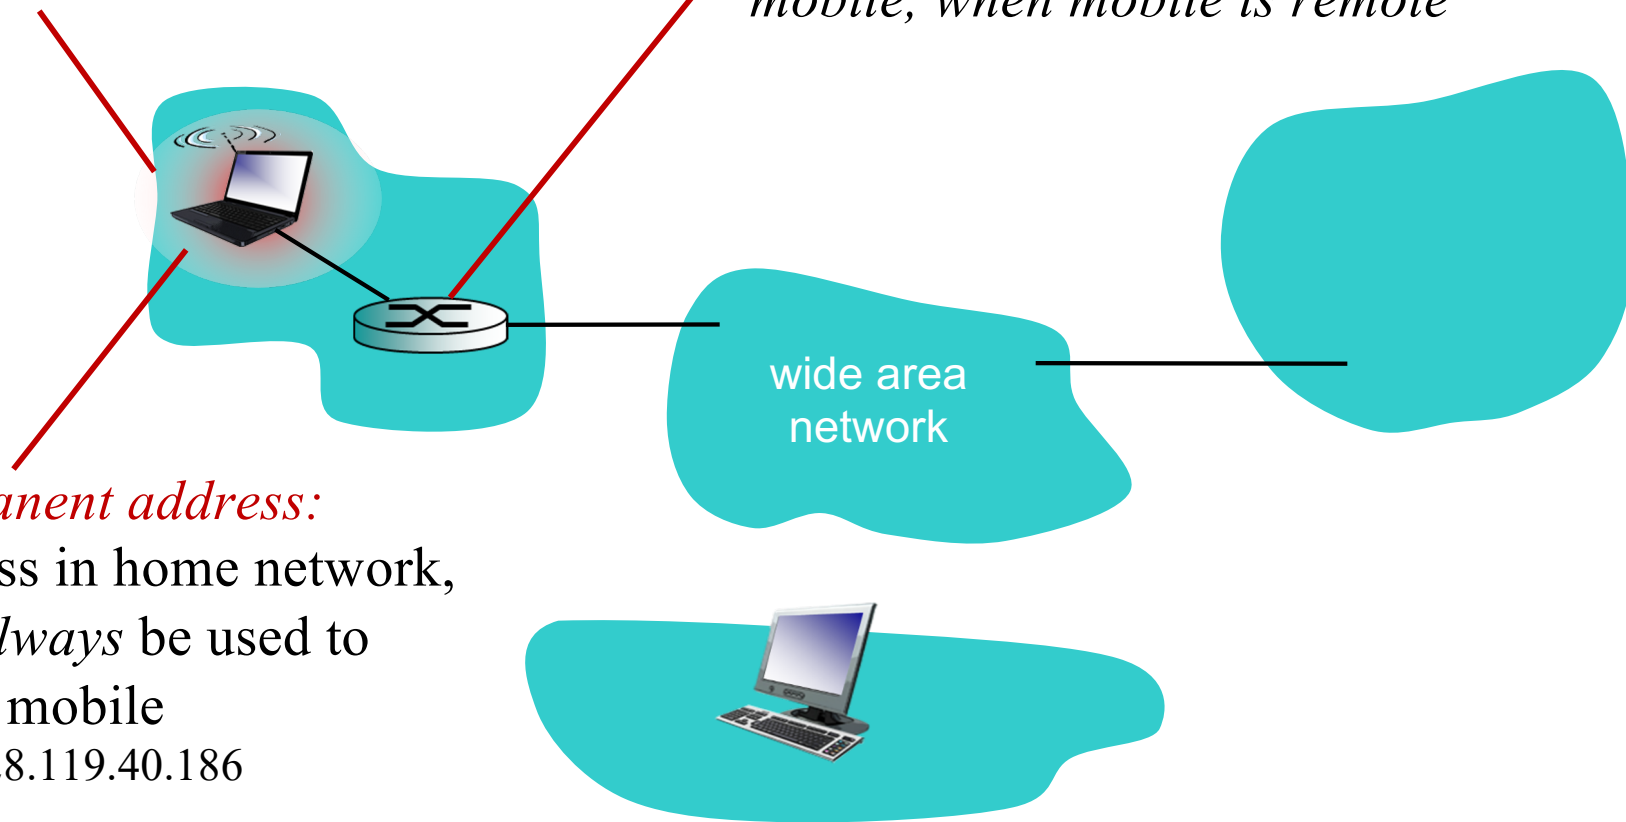 mobile, when mobile is remote
wide area
network
anent address:
ss in home network,
lways be used to
mobile
8.119.40.186